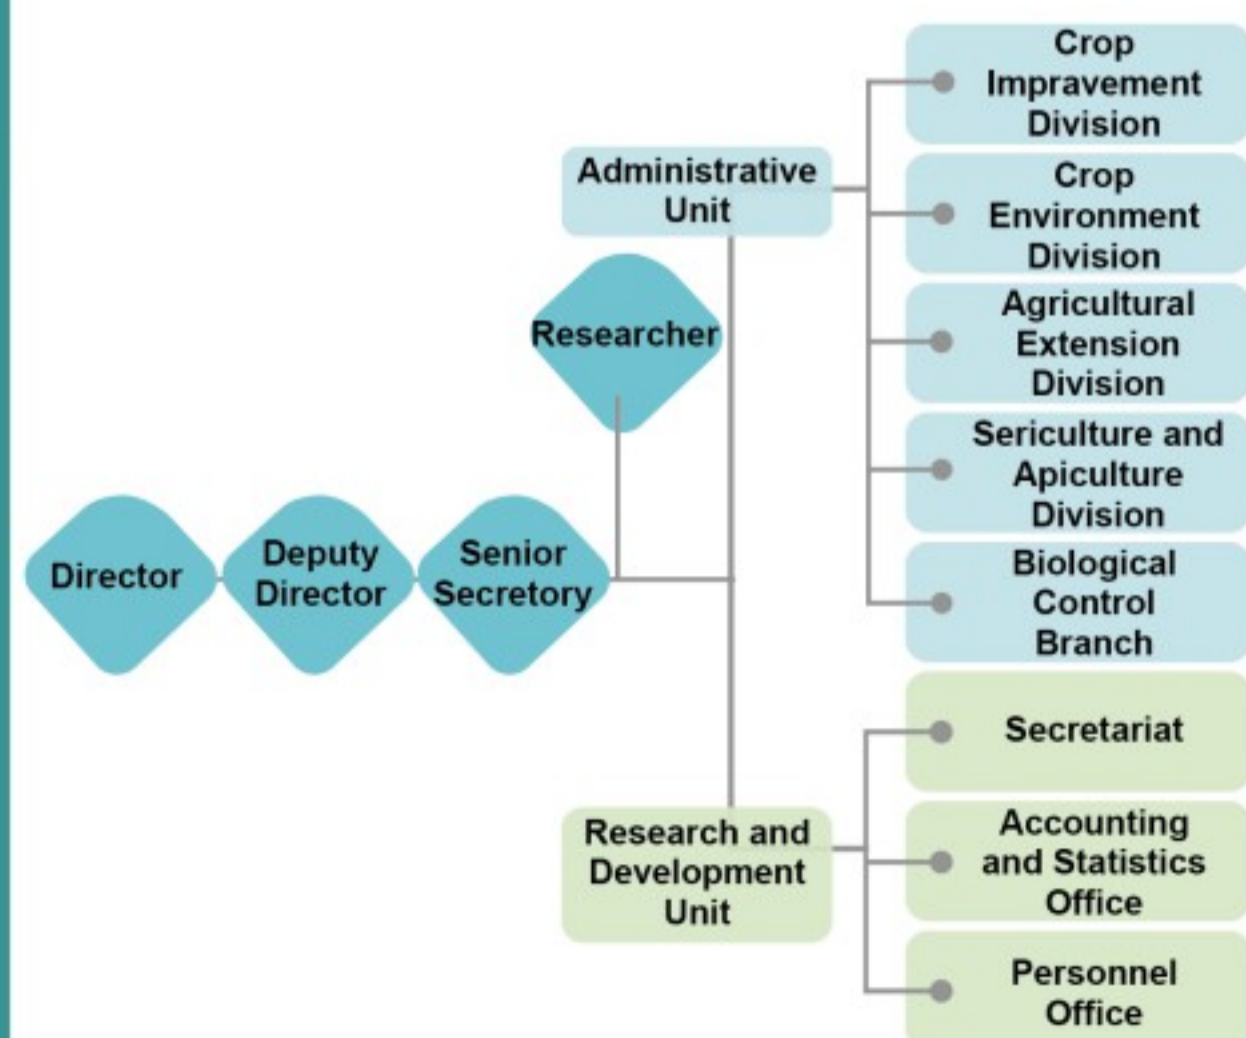 Director
Deputy
Director
Senior
Secretory
Researcher
Administrative
Unit
Crop
Impravement
Division
Crop
Environment
Division
Agricultural
Extension
Division
Sericulture and
Apiculture
Division
Biological
Control
Branch
Research and
Development
Unit
Secretariat
Accounting
and Statistics
Office
Personnel
Office